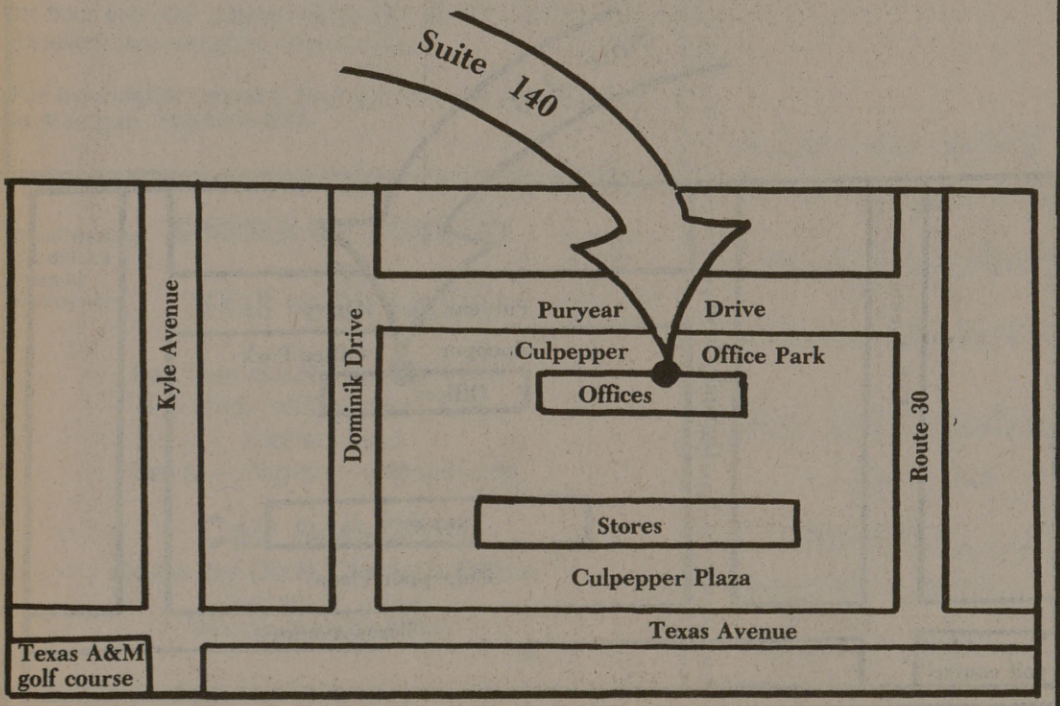 Suite 140
Kyle Avenue
Dominik Drive
Puryear Drive
Culpepper Office Park
Offices
Route 30
Stores
Culpepper Plaza
Texas Avenue
Texas A&M
golf course